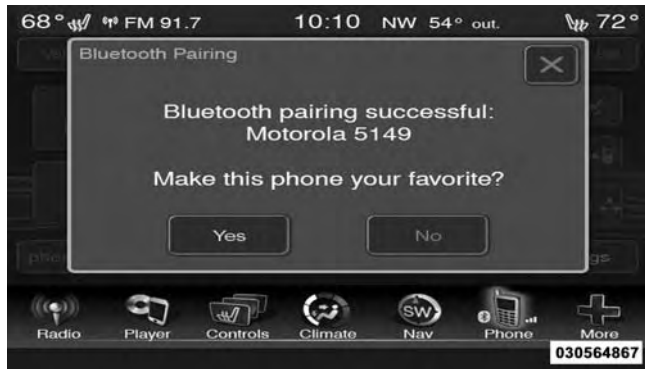 68° FM 91.7 10:10 NW 54° out. 72°
Bluetooth Pairing
Bluetooth pairing successful:
Motorola 5149
Make this phone your favorite?
Yes No
Radio Player Controls Climate SW Nav Phone More
030564867